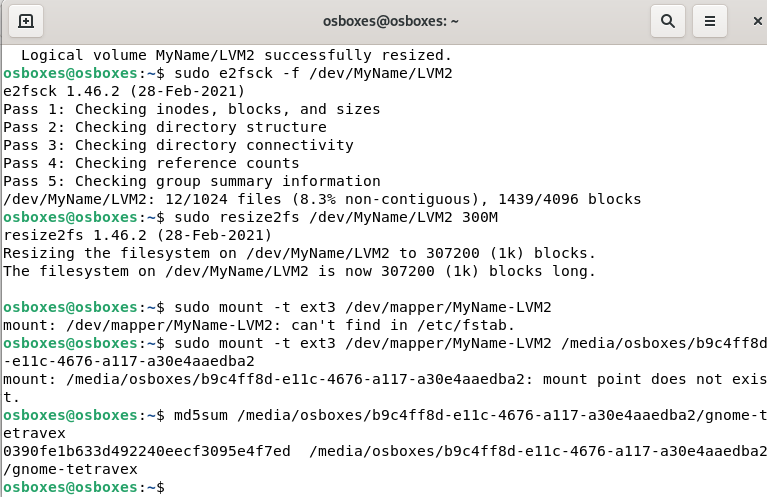 osboxes@osboxes: ~
  Logical volume MyName/LVM2 successfully resized.
osboxes@osboxes:~$ sudo e2fsck -f /dev/MyName/LVM2
e2fsck 1.46.2 (28-Feb-2021)
Pass 1: Checking inodes, blocks, and sizes
Pass 2: Checking directory structure
Pass 3: Checking directory connectivity
Pass 4: Checking reference counts
Pass 5: Checking group summary information
/dev/MyName/LVM2: 12/1024 files (8.3% non-contiguous), 1439/4096 blocks
osboxes@osboxes:~$ sudo resize2fs /dev/MyName/LVM2 300M
resize2fs 1.46.2 (28-Feb-2021)
Resizing the filesystem on /dev/MyName/LVM2 to 307200 (1k) blocks.
The filesystem on /dev/MyName/LVM2 is now 307200 (1k) blocks long.
osboxes@osboxes:~$ sudo mount -t ext3 /dev/mapper/MyName-LVM2
mount: /dev/mapper/MyName-LVM2: can't find in /etc/fstab.
osboxes@osboxes:~$ sudo mount -t ext3 /dev/mapper/MyName-LVM2 /media/osboxes/b9c4ff8d
-e11c-4676-a117-a30e4aaedba2
mount: /media/osboxes/b9c4ff8d-e11c-4676-a117-a30e4aaedba2: mount point does not exis
t.
osboxes@osboxes:~$ md5sum /media/osboxes/b9c4ff8d-e11c-4676-a117-a30e4aaedba2/gnome-t
etravex
0390fe1b633d492240eecf3095e4f7ed  /media/osboxes/b9c4ff8d-e11c-4676-a117-a30e4aaedba2
/gnome-tetravex
osboxes@osboxes:~$